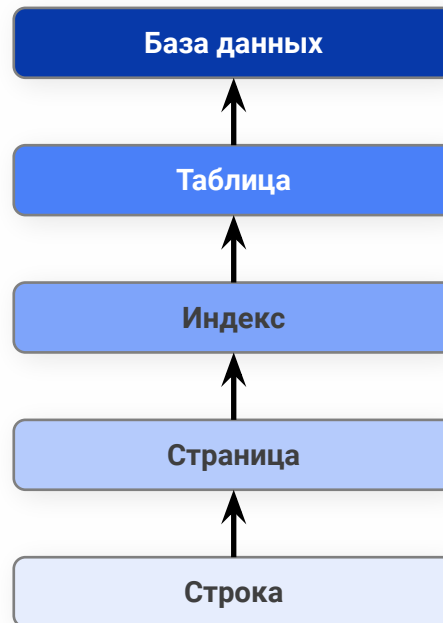 База данных
Таблица
Индекс
Страница
Строка